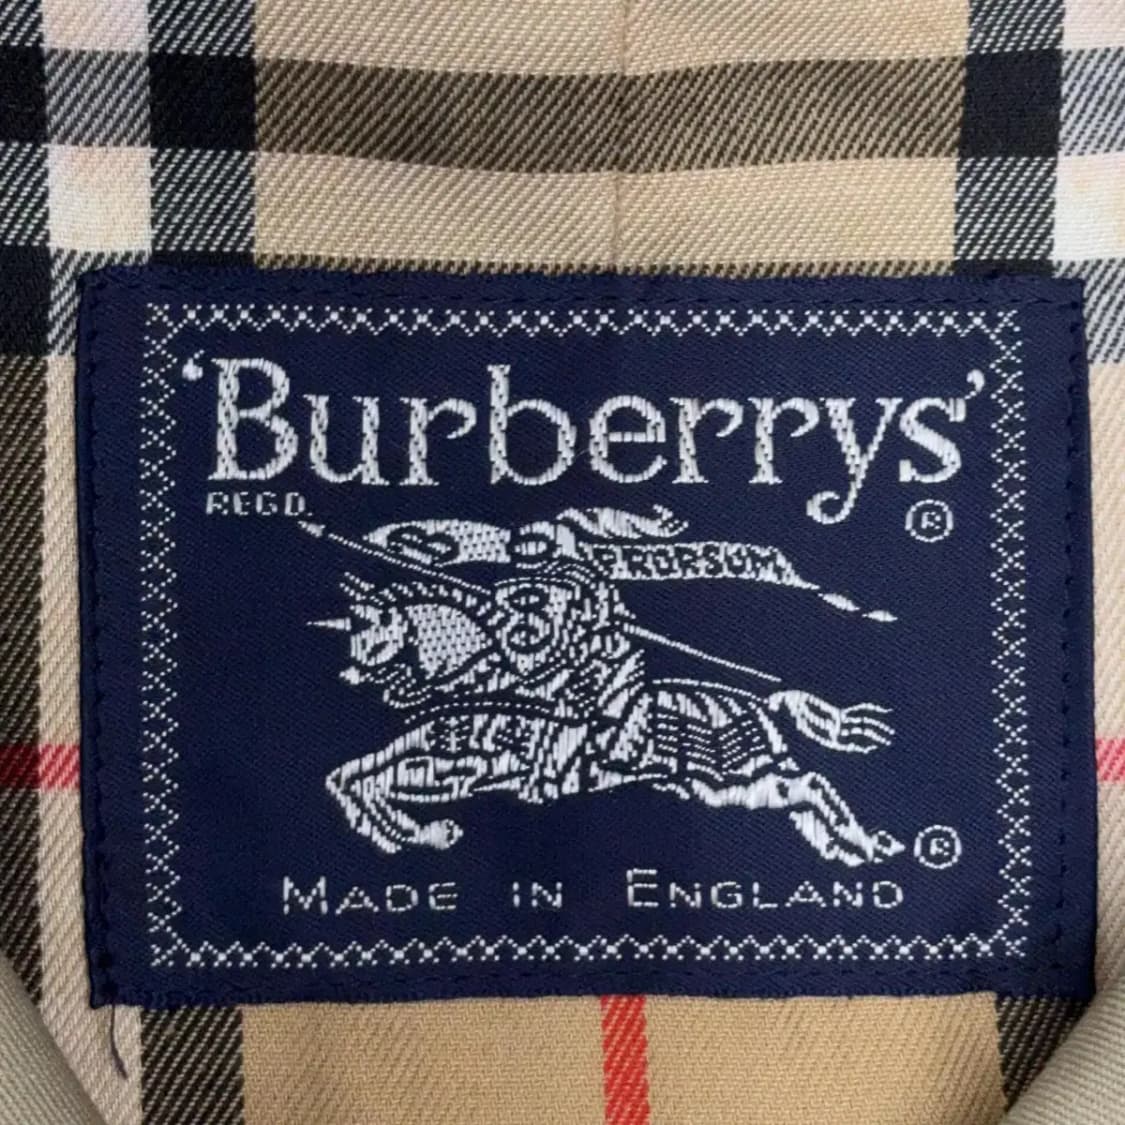 ‘Burberrys’
REGD. ®
PRORSUM
®
MADE IN ENGLAND